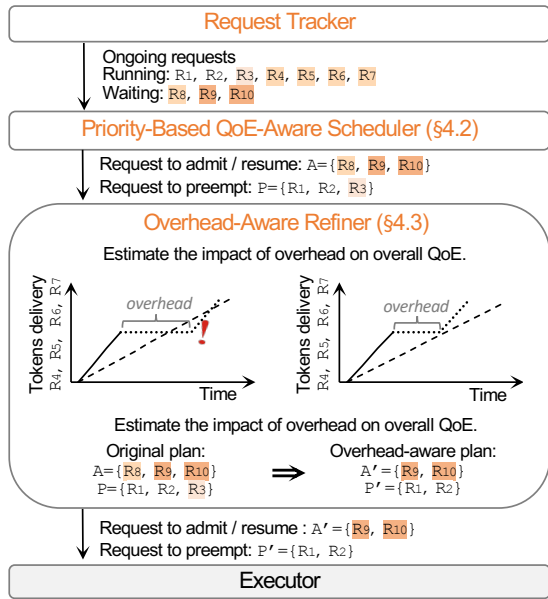 Request Tracker
Ongoing requests
Running: R1, R2, R3, R4, R5, R6, R7
Waiting: R8, R9, R10
Priority-Based QoE-Aware Scheduler (§4.2)
Request to admit / resume: A={R8, R9, R10}
Request to preempt: P={R1, R2, R3}
Overhead-Aware Refiner (§4.3)
Estimate the impact of overhead on overall QoE.
Tokens delivery
R4, R5, R6, R7
overhead
!
Time
Tokens delivery
R4, R5, R6, R7
overhead
Time
Estimate the impact of overhead on overall QoE.
Original plan:
A={R8, R9, R10}
P={R1, R2, R3}
⇒
Overhead-aware plan:
A′={R9, R10}
P′={R1, R2}
Request to admit / resume : A′={R9, R10}
Request to preempt: P′={R1, R2}
Executor